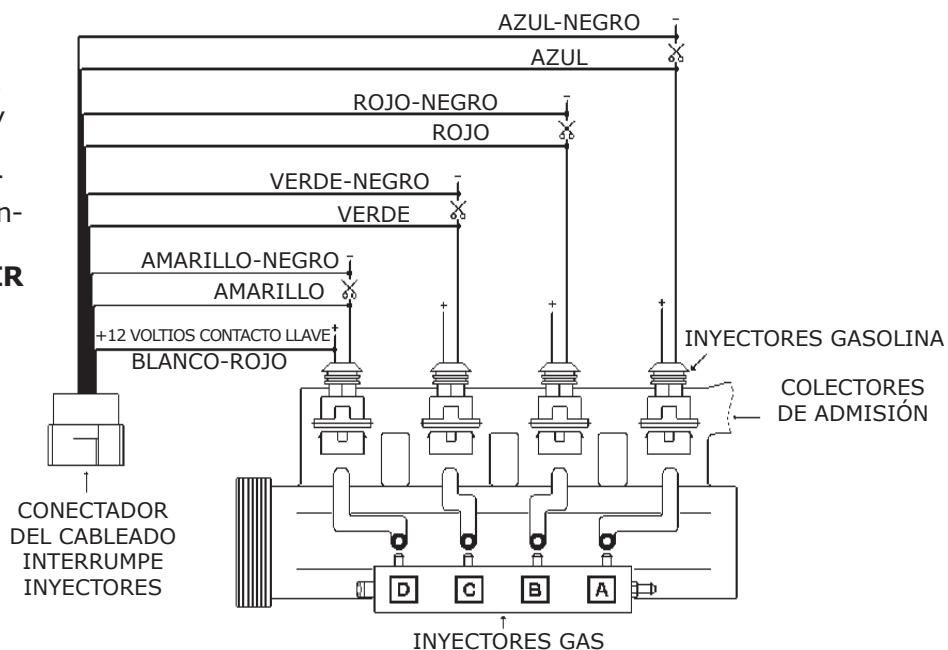 AZUL-NEGRO
AZUL
ROJO-NEGRO
ROJO
VERDE-NEGRO
VERDE
AMARILLO-NEGRO
AMARILLO
+12 VOLTIOS CONTACTO LLAVE
BLANCO-ROJO
n-
IR
INYECTORES GASOLINA
COLECTORES
DE ADMISIÓN
CONECTADOR
DEL CABLEADO
INTERRUMPE
INYECTORES
D C B A
INYECTORES GAS